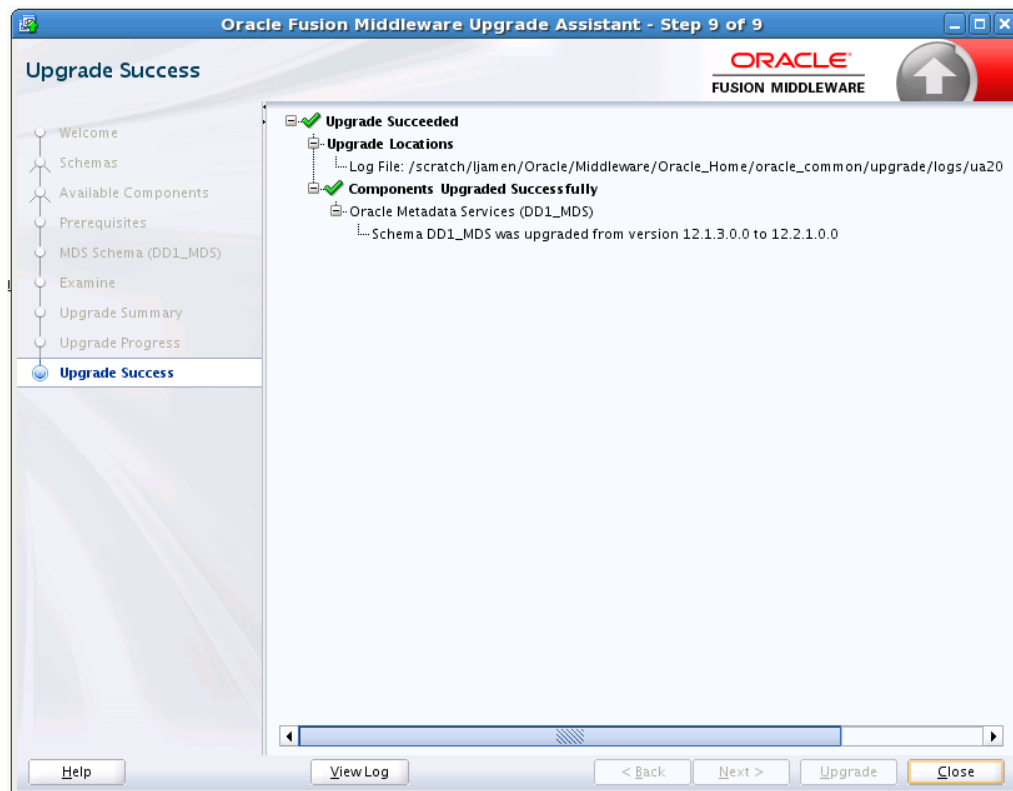 Oracle Fusion Middleware Upgrade Assistant - Step 9 of 9
Upgrade Success
ORACLE
FUSION MIDDLEWARE
Welcome
Schemas
Available Components
Prerequisites
MDS Schema (DD1_MDS)
Examine
Upgrade Summary
Upgrade Progress
Upgrade Success
Upgrade Succeeded
Upgrade Locations
Log File: /scratch/ljamen/Oracle/Middleware/Oracle_Home/oracle_common/upgrade/logs/ua20
Components Upgraded Successfully
Oracle Metadata Services (DD1_MDS)
Schema DD1_MDS was upgraded from version 12.1.3.0.0 to 12.2.1.0.0
Help
View Log
< Back
Next >
Upgrade
Close